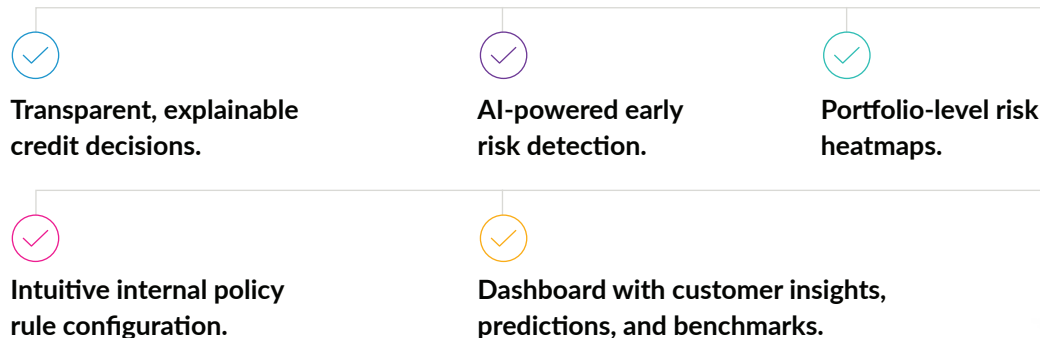 Transparent, explainable
credit decisions.
AI-powered early
risk detection.
Portfolio-level risk
heatmaps.
Intuitive internal policy
rule configuration.
Dashboard with customer insights,
predictions, and benchmarks.